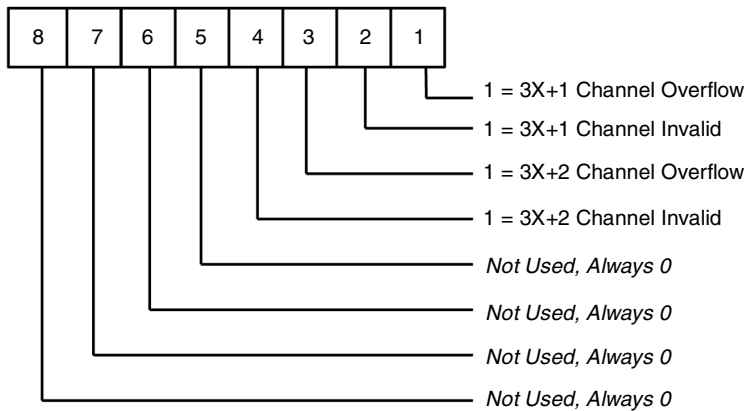 8 7 6 5 4 3 2 1
1 = 3X+1 Channel Overflow
1 = 3X+1 Channel Invalid
1 = 3X+2 Channel Overflow
1 = 3X+2 Channel Invalid
Not Used, Always 0
Not Used, Always 0
Not Used, Always 0
Not Used, Always 0